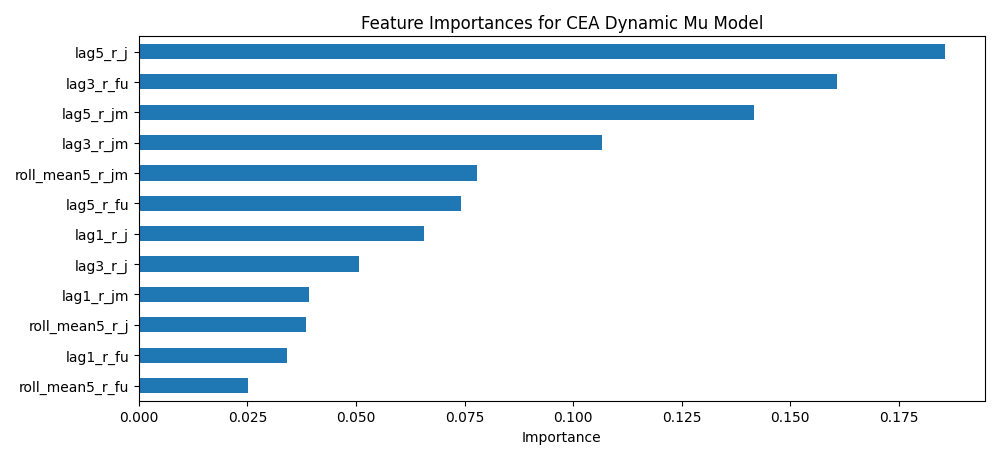 Feature Importances for CEA Dynamic Mu Model
lag5_r_j
lag3_r_fu
lag5_r_jm
lag3_r_jm
roll_mean5_r_jm
lag5_r_fu
lag1_r_j
lag3_r_j
lag1_r_jm
roll_mean5_r_j
lag1_r_fu
roll_mean5_r_fu
0.000 0.025 0.050 0.075 0.100 0.125 0.150 0.175
Importance